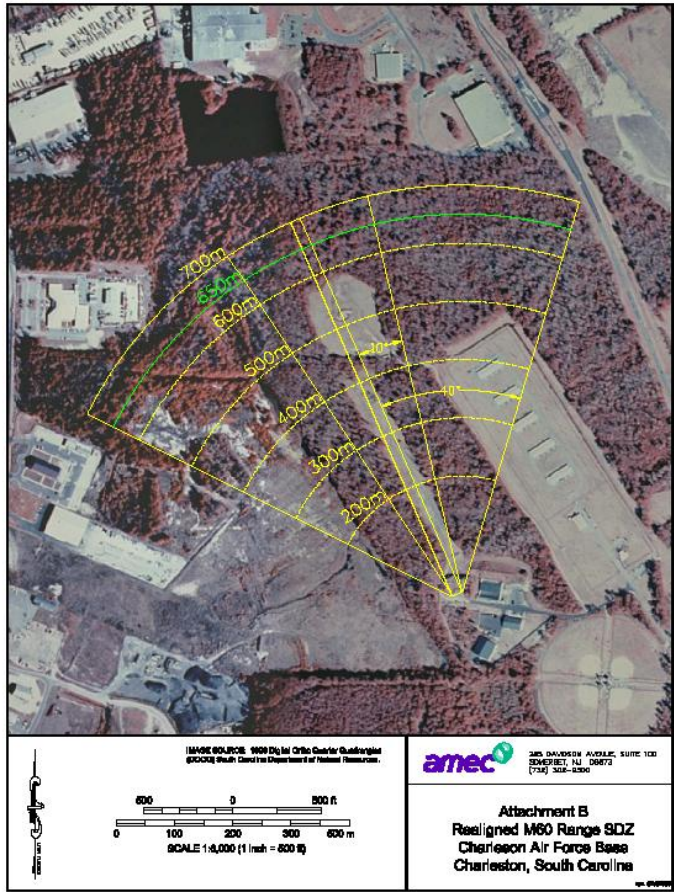 700m
650m
600m
500m
400m
300m
200m
10°
40°
IMAGE SOURCE: Digital Ortho Quarter Quadrangles
(DOQQ) South Carolina Department of Natural Resources.
500 0 500 ft
0 100 200 300 400 500 m
SCALE 1:6,000 (1 inch = 500 ft)
amec
285 DAVIDSON AVENUE, SUITE 100
SOMERSET, NJ 08873
Attachment B
Realigned M60 Range SDZ
Charleson Air Force Base
Charleston, South Carolina